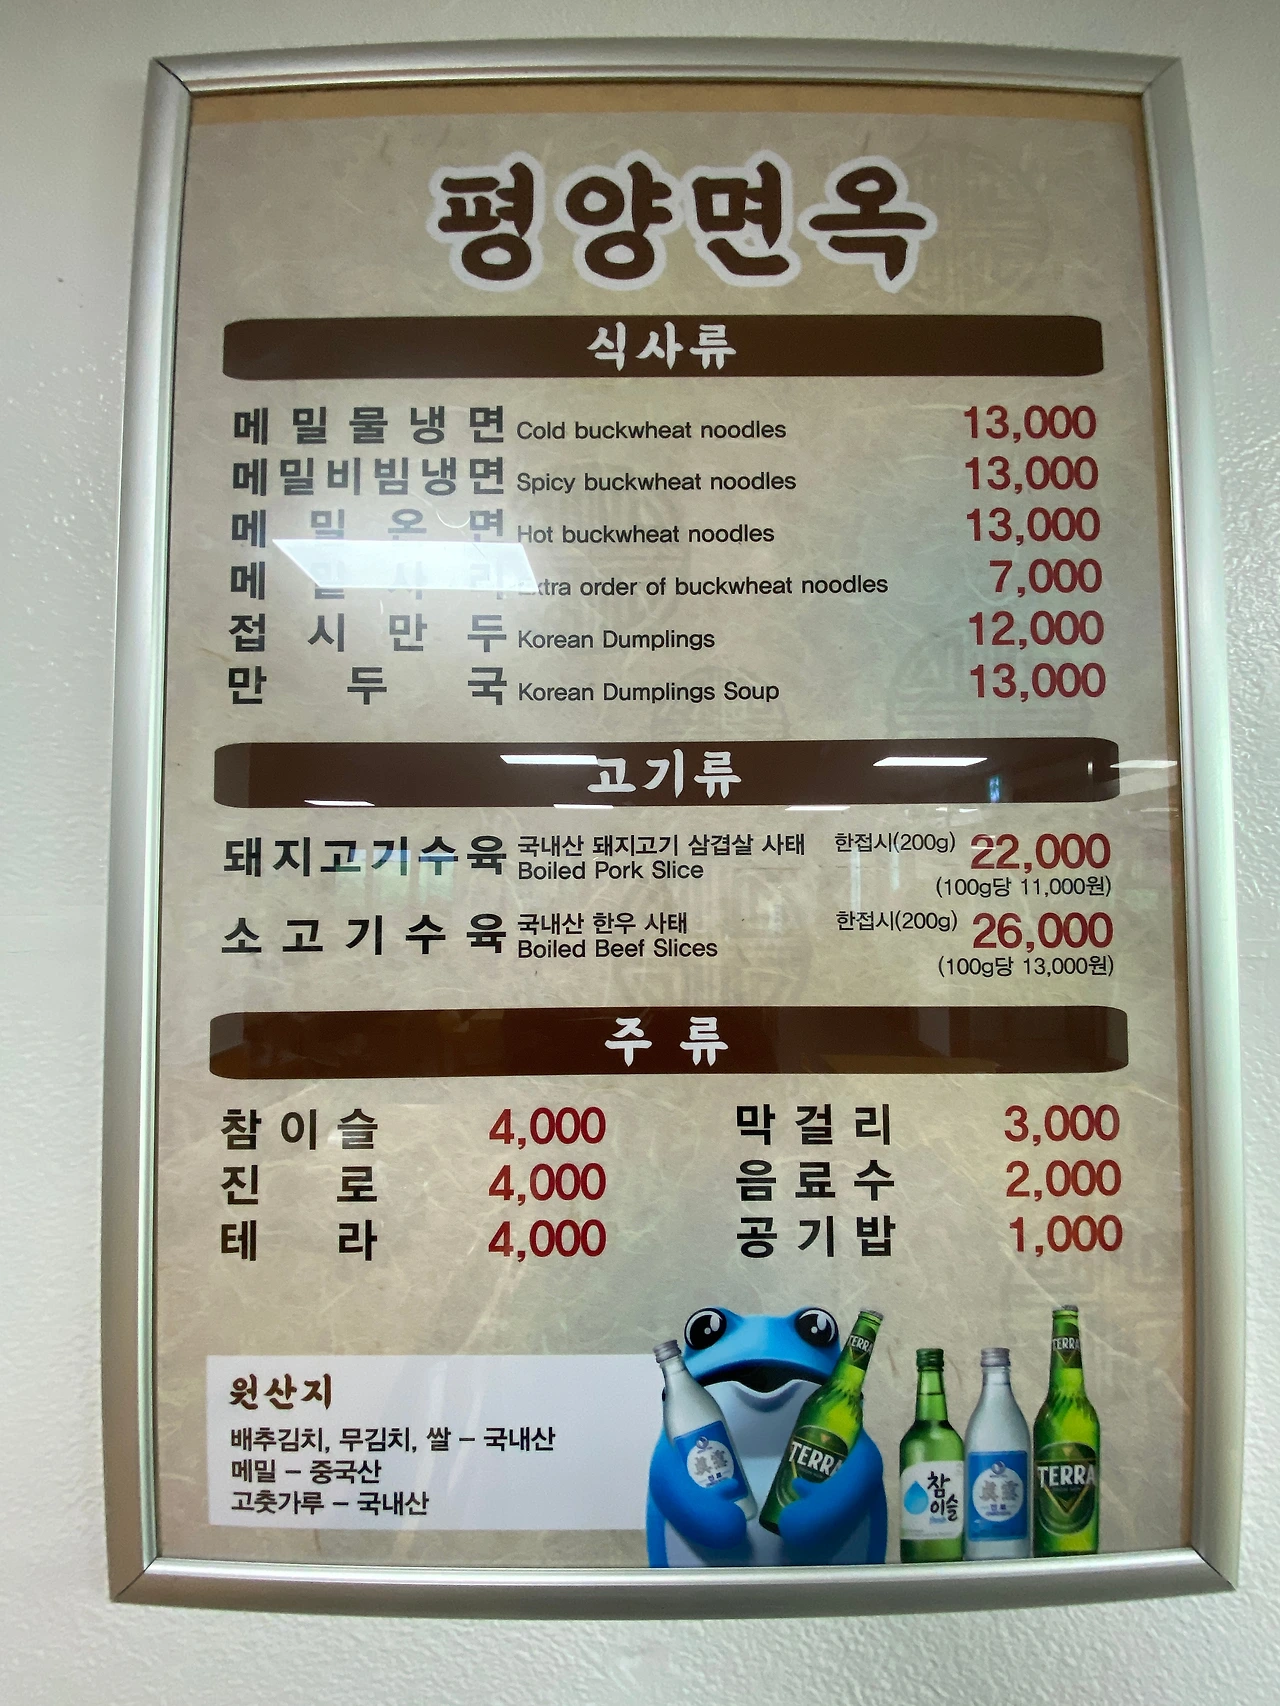 평양면옥
식사류
메밀물냉면 Cold buckwheat noodles 13,000
메밀비빔냉면 Spicy buckwheat noodles 13,000
메밀온면 Hot buckwheat noodles 13,000
메밀사리 Extra order of buckwheat noodles 7,000
접시만두 Korean Dumplings 12,000
만두국 Korean Dumplings Soup 13,000
고기류
돼지고기수육 국내산 돼지고기 삼겹살 사태 한접시(200g) 22,000
Boiled Pork Slice (100g당 11,000원)
소고기수육 국내산 한우 사태 한접시(200g) 26,000
Boiled Beef Slices (100g당 13,000원)
주류
참이슬 4,000 막걸리 3,000
진로 4,000 음료수 2,000
테라 4,000 공기밥 1,000
원산지
배추김치, 무김치, 쌀 – 국내산
메밀 – 중국산
고춧가루 – 국내산
TERRA
TERRA
TERRA
참이슬
fresh
진로
TERRA